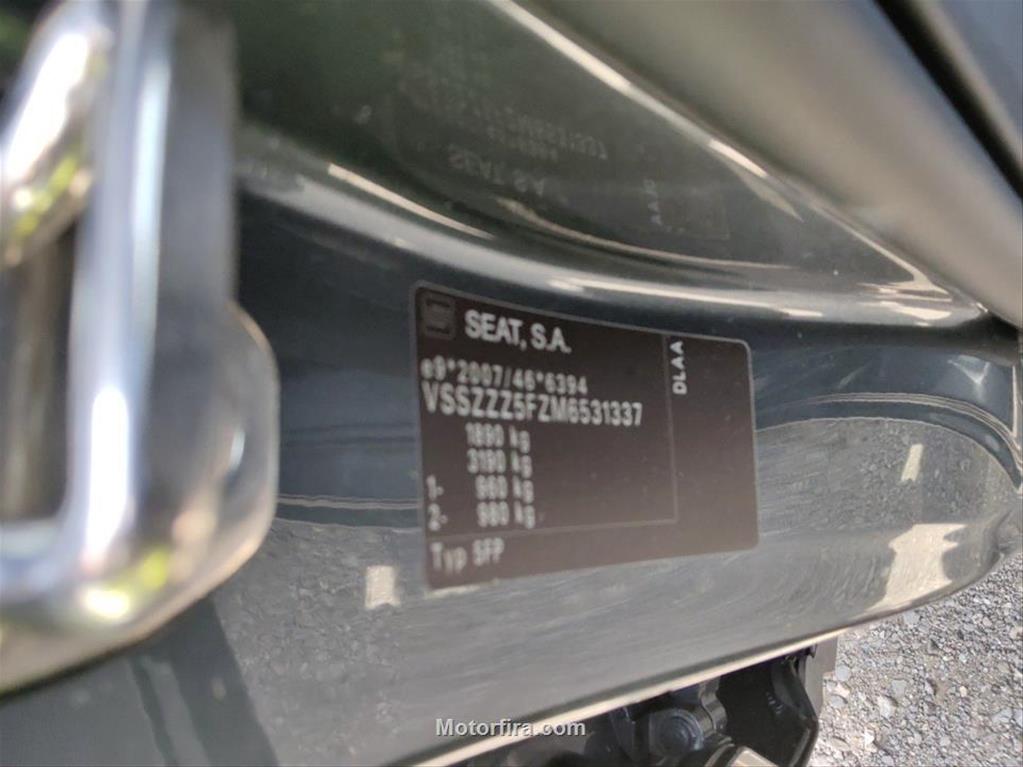 SEAT, S.A.
e9*2007/46*6394
VSSZZZ5FZM6531337
1890 kg
3190 kg
1- 960 kg
2- 980 kg
Typ 5FP
DLAA
Motorfira.com